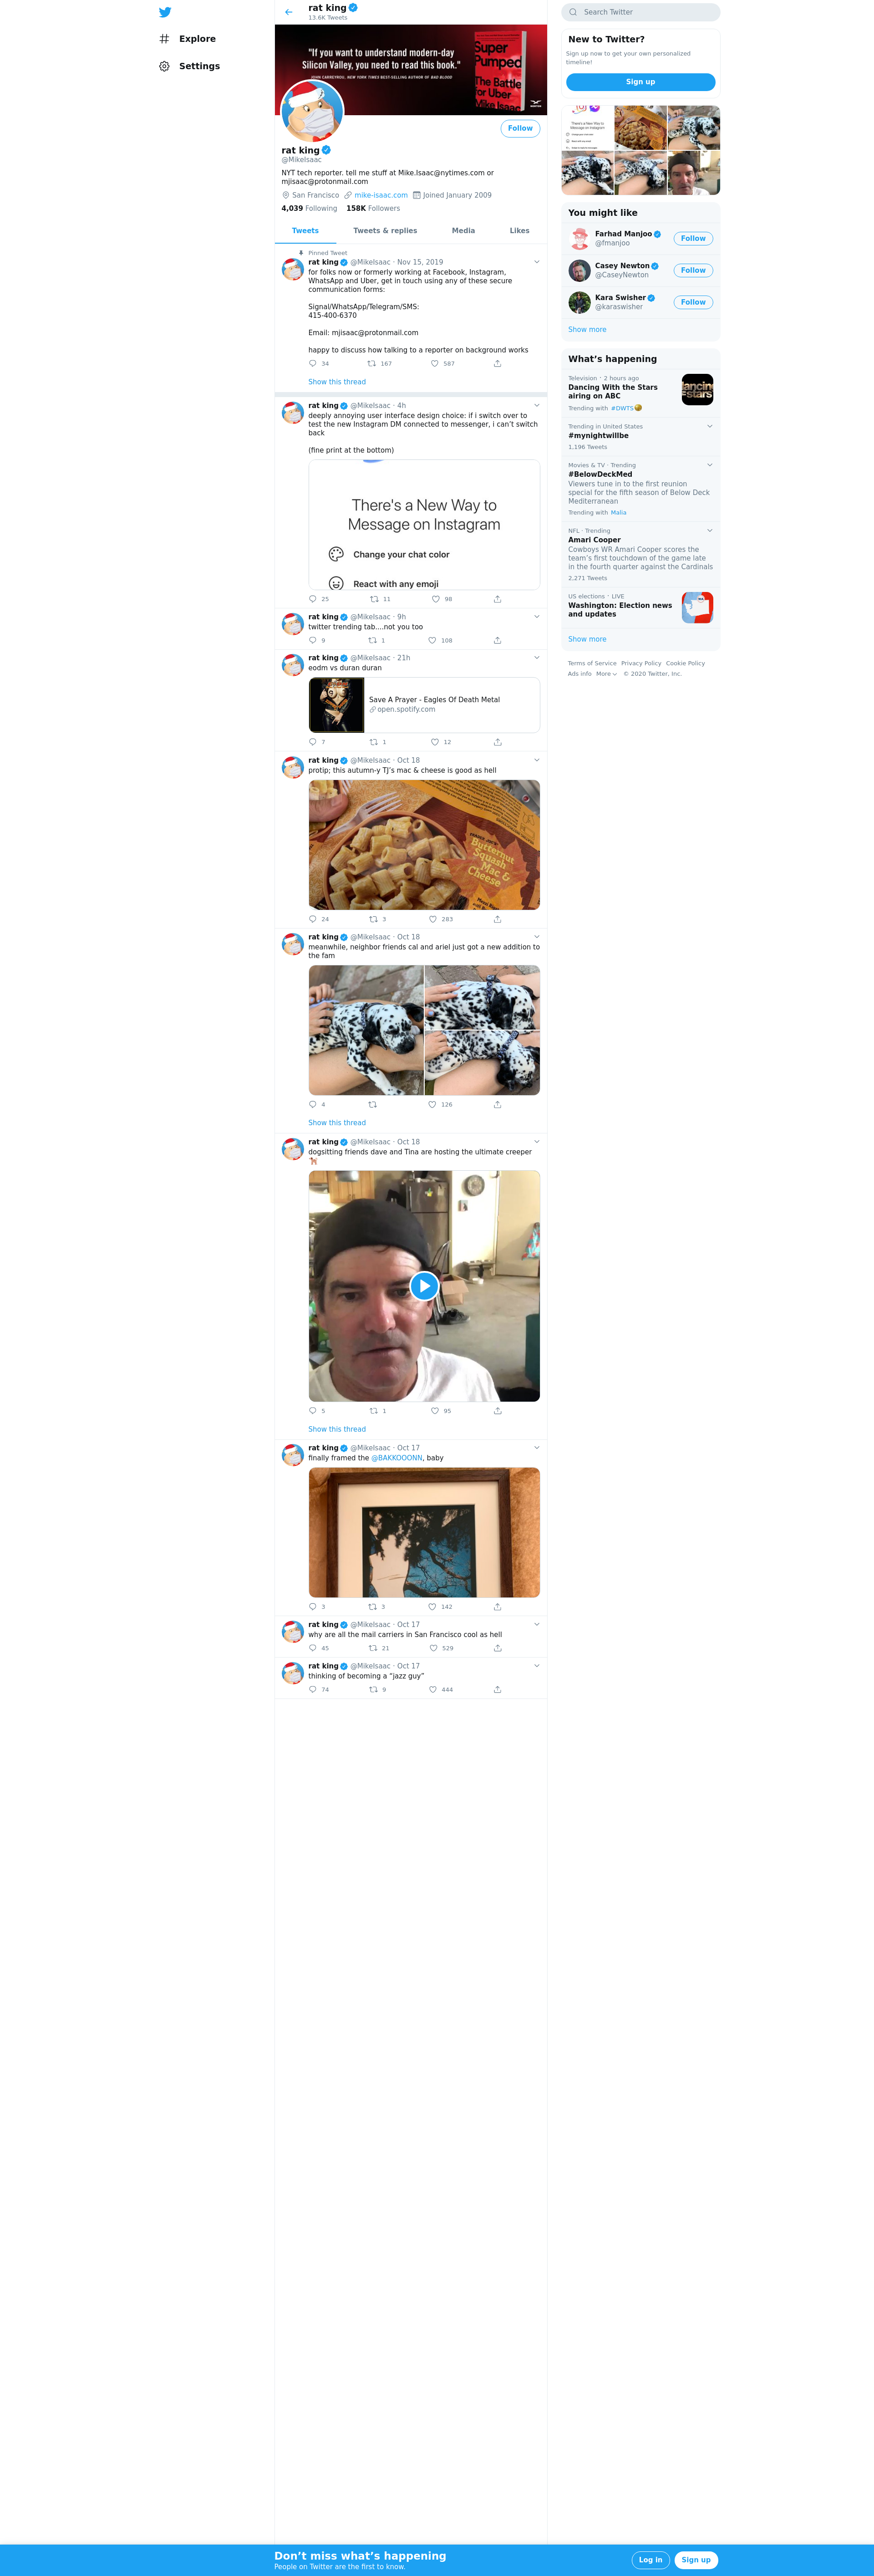 Explore
Settings
rat king
13.6K Tweets
"If you want to understand modern-day
Silicon Valley, you need to read this book."
JOHN CARREYROU, NEW YORK TIMES BEST-SELLING AUTHOR OF BAD BLOOD
Super
Pumped
The Battle
for Uber
Mike Isaac
Follow
rat king
@MikeIsaac
NYT tech reporter. tell me stuff at Mike.Isaac@nytimes.com or
mjisaac@protonmail.com
San Francisco mike-isaac.com Joined January 2009
4,039 Following 158K Followers
Tweets Tweets & replies Media Likes
Pinned Tweet
rat king @MikeIsaac · Nov 15, 2019
for folks now or formerly working at Facebook, Instagram,
WhatsApp and Uber, get in touch using any of these secure
communication forms:
Signal/WhatsApp/Telegram/SMS:
415-400-6370
Email: mjisaac@protonmail.com
happy to discuss how talking to a reporter on background works
34 167 587
Show this thread
rat king @MikeIsaac · 4h
deeply annoying user interface design choice: if i switch over to
test the new Instagram DM connected to messenger, i can’t switch
back
(fine print at the bottom)
There's a New Way to
Message on Instagram
Change your chat color
React with any emoji
25 11 98
rat king @MikeIsaac · 9h
twitter trending tab....not you too
9 1 108
rat king @MikeIsaac · 21h
eodm vs duran duran
Save A Prayer - Eagles Of Death Metal
open.spotify.com
7 1 12
rat king @MikeIsaac · Oct 18
protip; this autumn-y TJ’s mac & cheese is good as hell
Butternut
Squash
Mac &
Cheese
24 3 283
rat king @MikeIsaac · Oct 18
meanwhile, neighbor friends cal and ariel just got a new addition to
the fam
4 126
Show this thread
rat king @MikeIsaac · Oct 18
dogsitting friends dave and Tina are hosting the ultimate creeper
5 1 95
Show this thread
rat king @MikeIsaac · Oct 17
finally framed the @BAKKOOONN, baby
3 3 142
rat king @MikeIsaac · Oct 17
why are all the mail carriers in San Francisco cool as hell
45 21 529
rat king @MikeIsaac · Oct 17
thinking of becoming a “jazz guy”
74 9 444
Search Twitter
New to Twitter?
Sign up now to get your own personalized
timeline!
Sign up
There's a New Way to
Message on Instagram
You might like
Farhad Manjoo
@fmanjoo
Follow
Casey Newton
@CaseyNewton
Follow
Kara Swisher
@karaswisher
Follow
Show more
What’s happening
Television · 2 hours ago
Dancing With the Stars
airing on ABC
Trending with #DWTS
Trending in United States
#mynightwillbe
1,196 Tweets
Movies & TV · Trending
#BelowDeckMed
Viewers tune in to the first reunion
special for the fifth season of Below Deck
Mediterranean
Trending with Malia
NFL · Trending
Amari Cooper
Cowboys WR Amari Cooper scores the
team’s first touchdown of the game late
in the fourth quarter against the Cardinals
2,271 Tweets
US elections · LIVE
Washington: Election news
and updates
Show more
Terms of Service Privacy Policy Cookie Policy
Ads info More © 2020 Twitter, Inc.
Don’t miss what’s happening
People on Twitter are the first to know.
Log in
Sign up